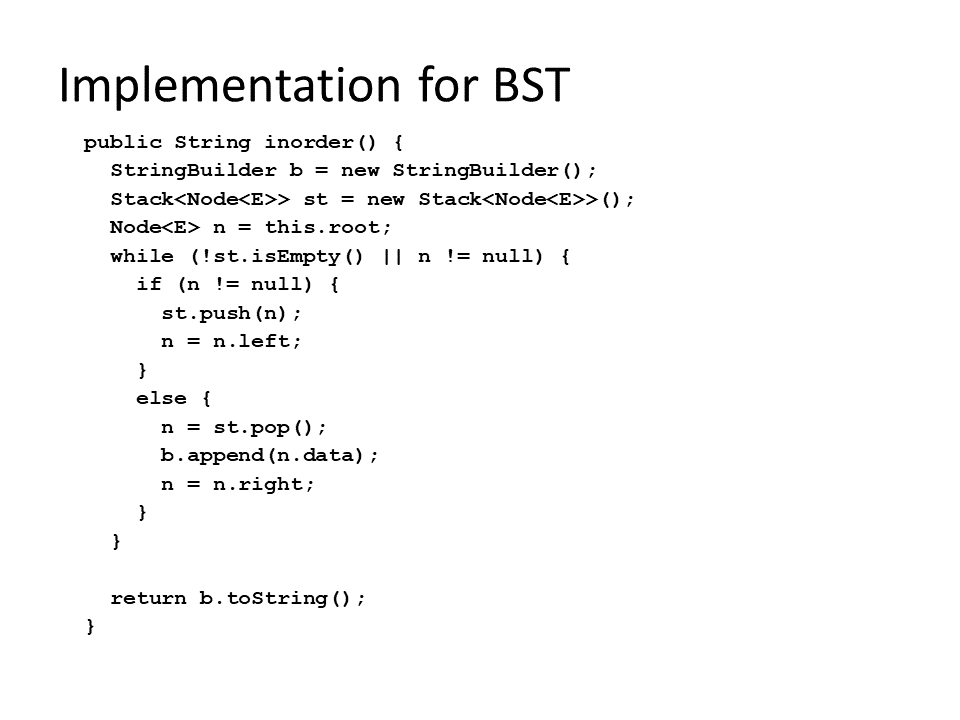 Implementation for BST
public String inorder() {
  StringBuilder b = new StringBuilder();
  Stack<Node<E>> st = new Stack<Node<E>>();
  Node<E> n = this.root;
  while (!st.isEmpty() || n != null) {
    if (n != null) {
      st.push(n);
      n = n.left;
    }
    else {
      n = st.pop();
      b.append(n.data);
      n = n.right;
    }
  }
  return b.toString();
}